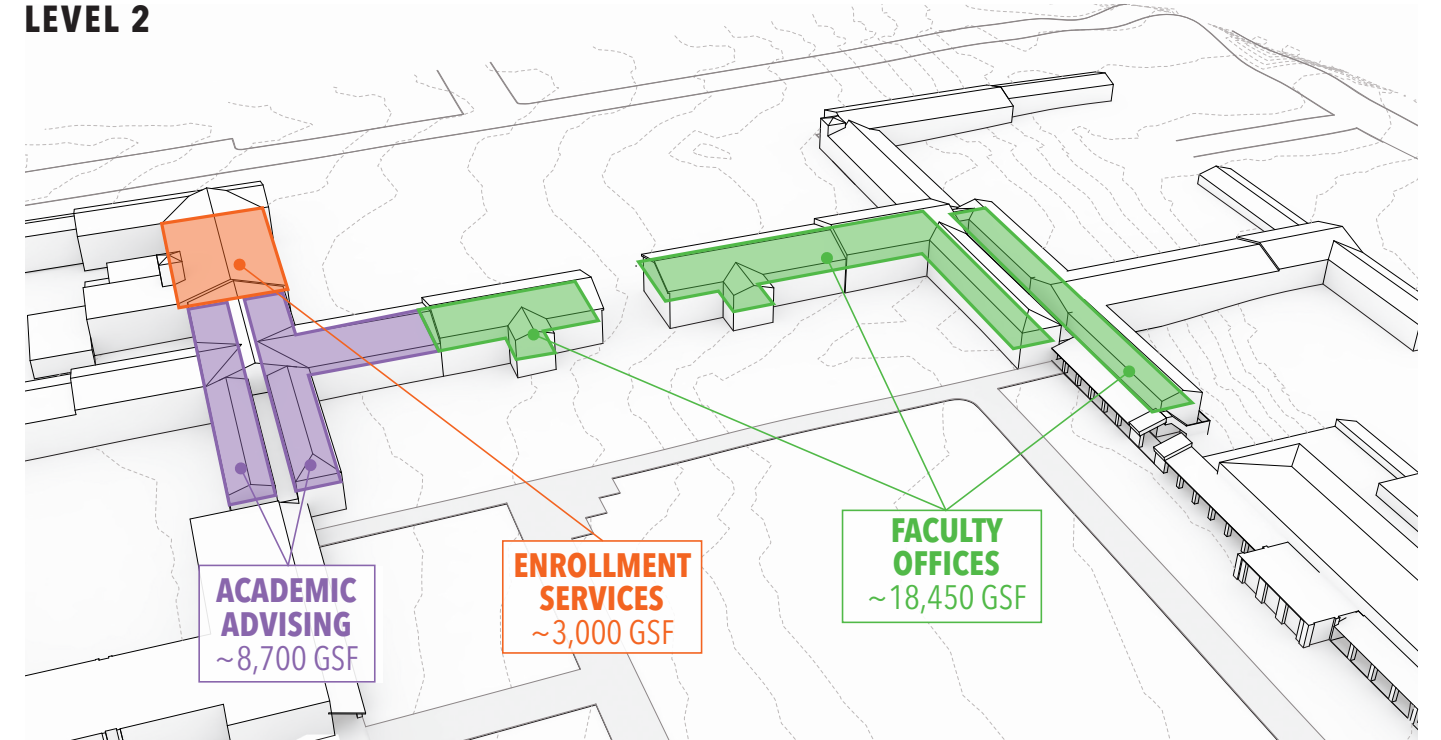 LEVEL 2
ACADEMIC
ADVISING
~8,700 GSF
ENROLLMENT
SERVICES
~3,000 GSF
FACULTY
OFFICES
~18,450 GSF